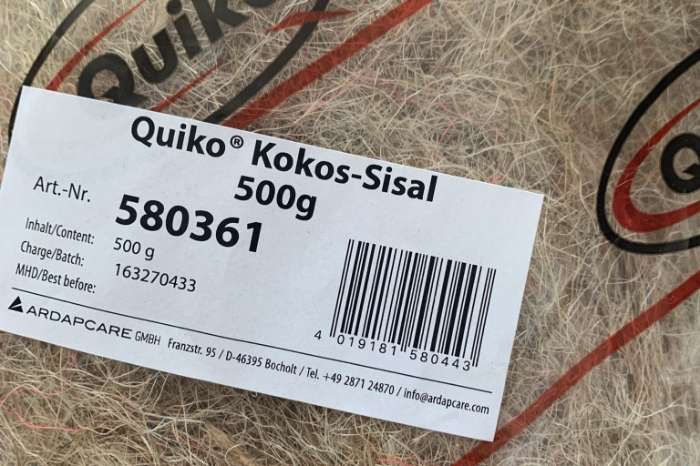 Quiko
Quiko® Kokos-Sisal
500g
Art.-Nr. 580361
Inhalt/Content: 500 g
Charge/Batch: 163270433
MHD/Best before:
4 019181 580443
ARDAPCARE GMBH Franzstr. 95 / D-46395 Bocholt / Tel. +49 2871 24870 / info@ardapcare.com
Qu